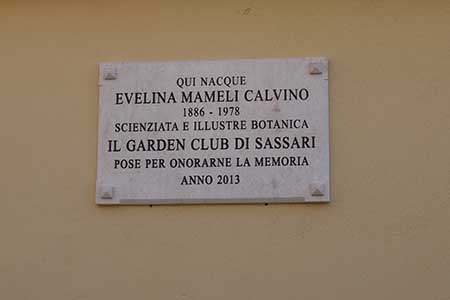 QUI NACQUE
EVELINA MAMELI CALVINO
1886 - 1978
SCIENZIATA E ILLUSTRE BOTANICA
IL GARDEN CLUB DI SASSARI
POSE PER ONORARNE LA MEMORIA
ANNO 2013